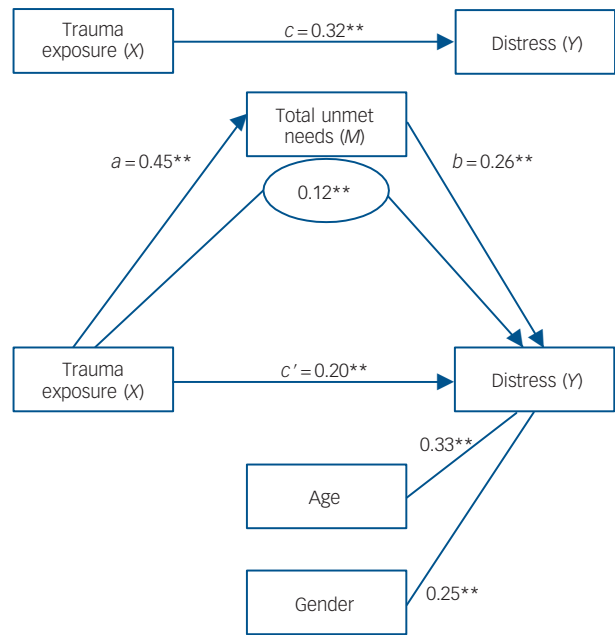 Trauma
exposure (X)
c = 0.32**
Distress (Y)
Total unmet
needs (M)
a = 0.45**
b = 0.26**
0.12**
Trauma
exposure (X)
c′ = 0.20**
Distress (Y)
0.33**
Age
Gender
0.25**